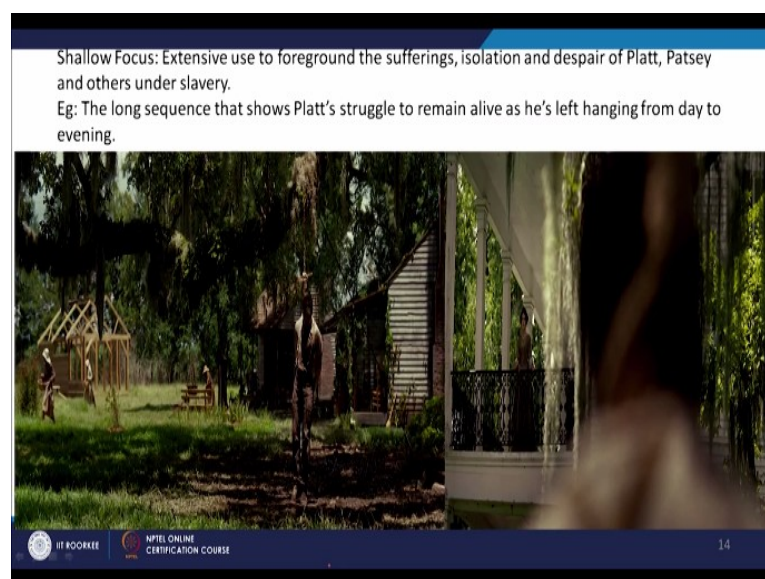 Shallow Focus: Extensive use to foreground the sufferings, isolation and despair of Platt, Patsey
and others under slavery.
Eg: The long sequence that shows Platt’s struggle to remain alive as he’s left hanging from day to
evening.
IIT ROORKEE
NPTEL
NPTEL ONLINE
CERTIFICATION COURSE
14